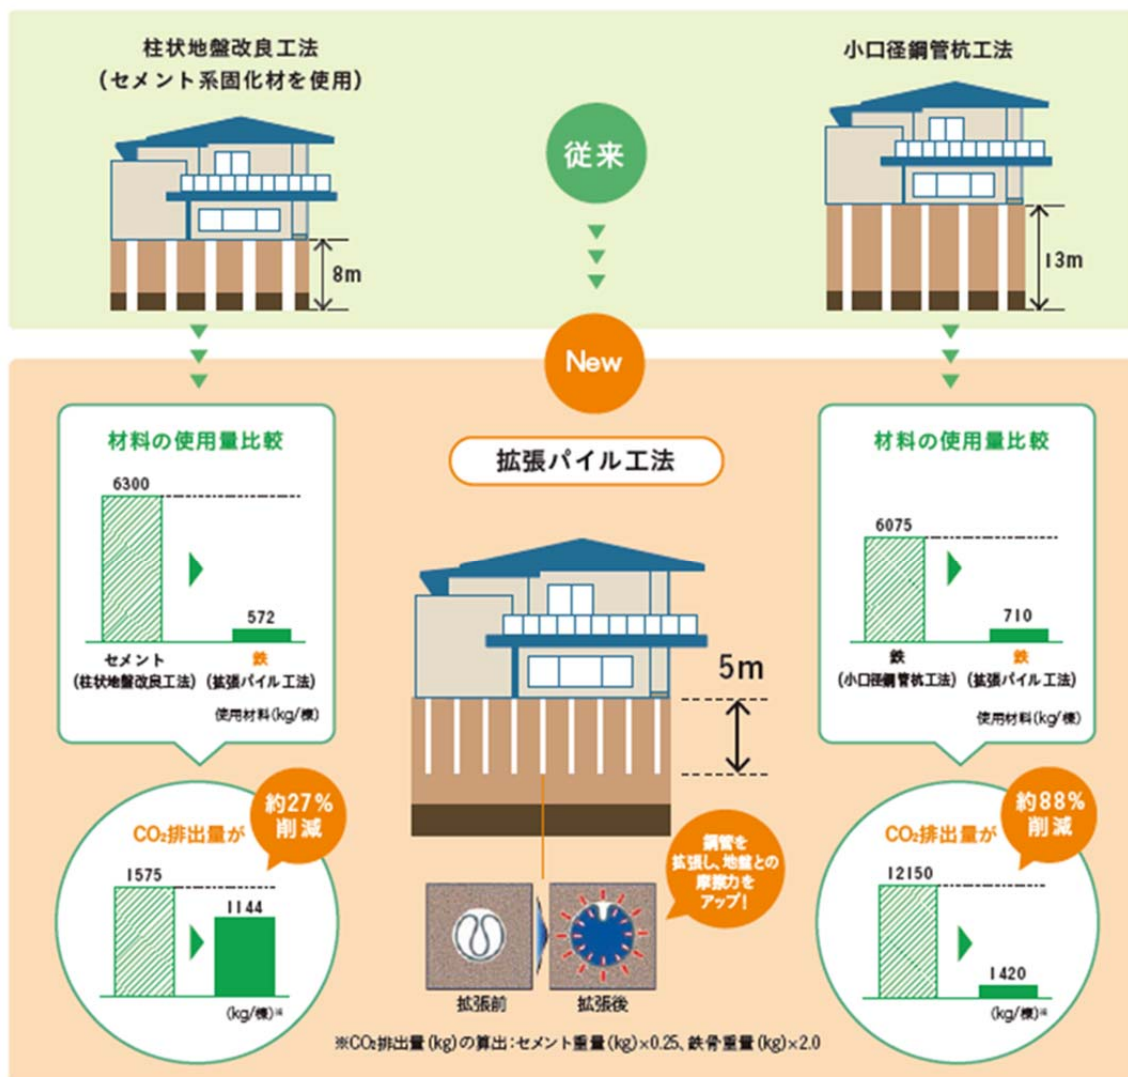 柱状地盤改良工法
(セメント系固化材を使用)
8m
従来
小口径鋼管杭工法
13m
New
拡張パイル工法
材料の使用量比較
6300
572
セメント
(柱状地盤改良工法)
鉄
(拡張パイル工法)
使用材料(kg/棟)
約27%
削減
CO₂排出量が
1575
1144
(kg/棟)※
5m
鋼管を
拡張し、地盤との
摩擦力を
アップ!
拡張前
拡張後
材料の使用量比較
6075
710
鉄
(小口径鋼管杭工法)
鉄
(拡張パイル工法)
使用材料(kg/棟)
約88%
削減
CO₂排出量が
12150
1420
(kg/棟)※
※CO₂排出量(kg)の算出:セメント重量(kg)×0.25、鉄骨重量(kg)×2.0